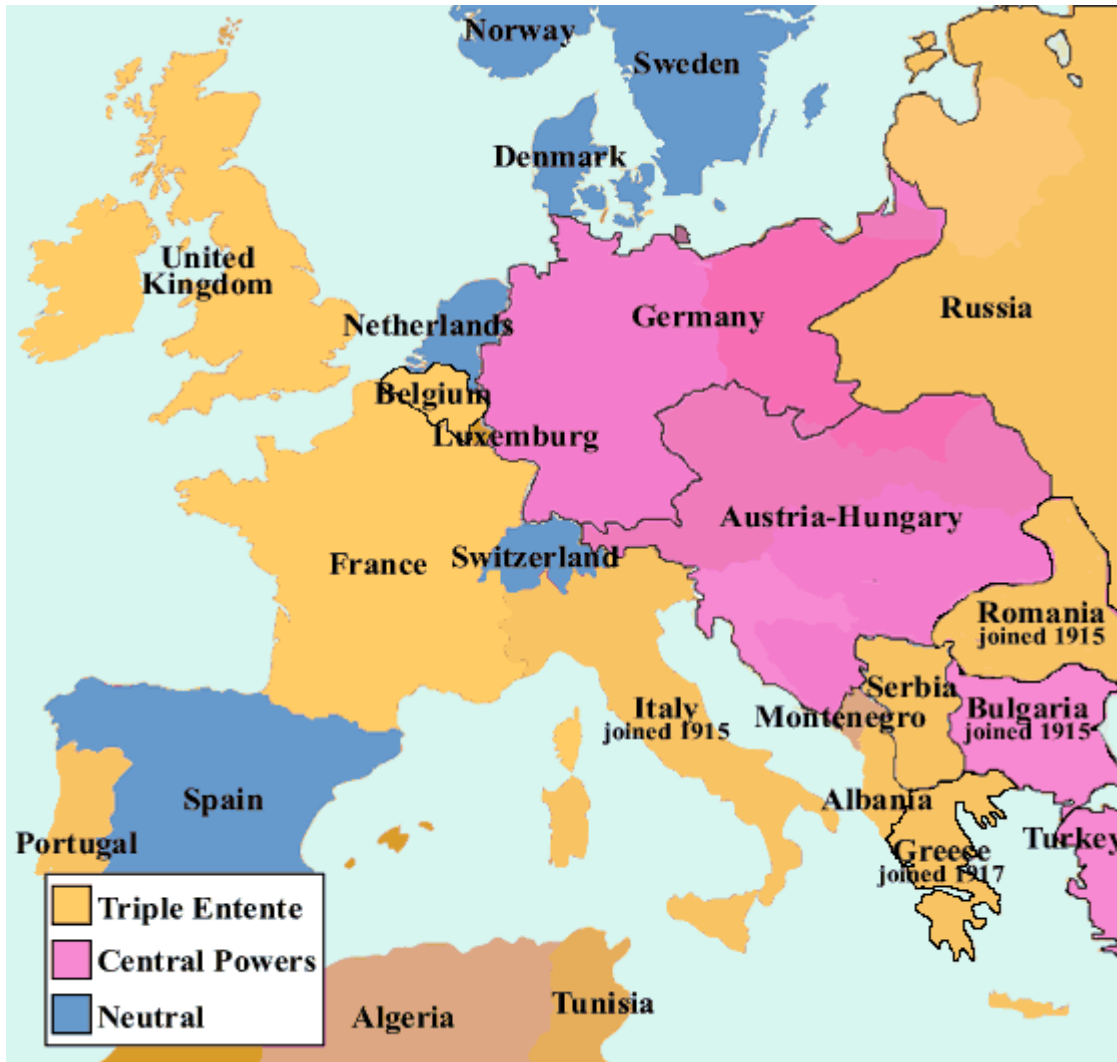 Norway
Sweden
Denmark
United
Kingdom
Netherlands
Germany
Russia
Belgium
Luxemburg
Austria-Hungary
France
Switzerland
Romania
joined 1915
Serbia
Italy
joined 1915
Montenegro
Bulgaria
joined 1915
Spain
Albania
Portugal
Greece
joined 1917
Turkey
Triple Entente
Central Powers
Neutral
Algeria
Tunisia